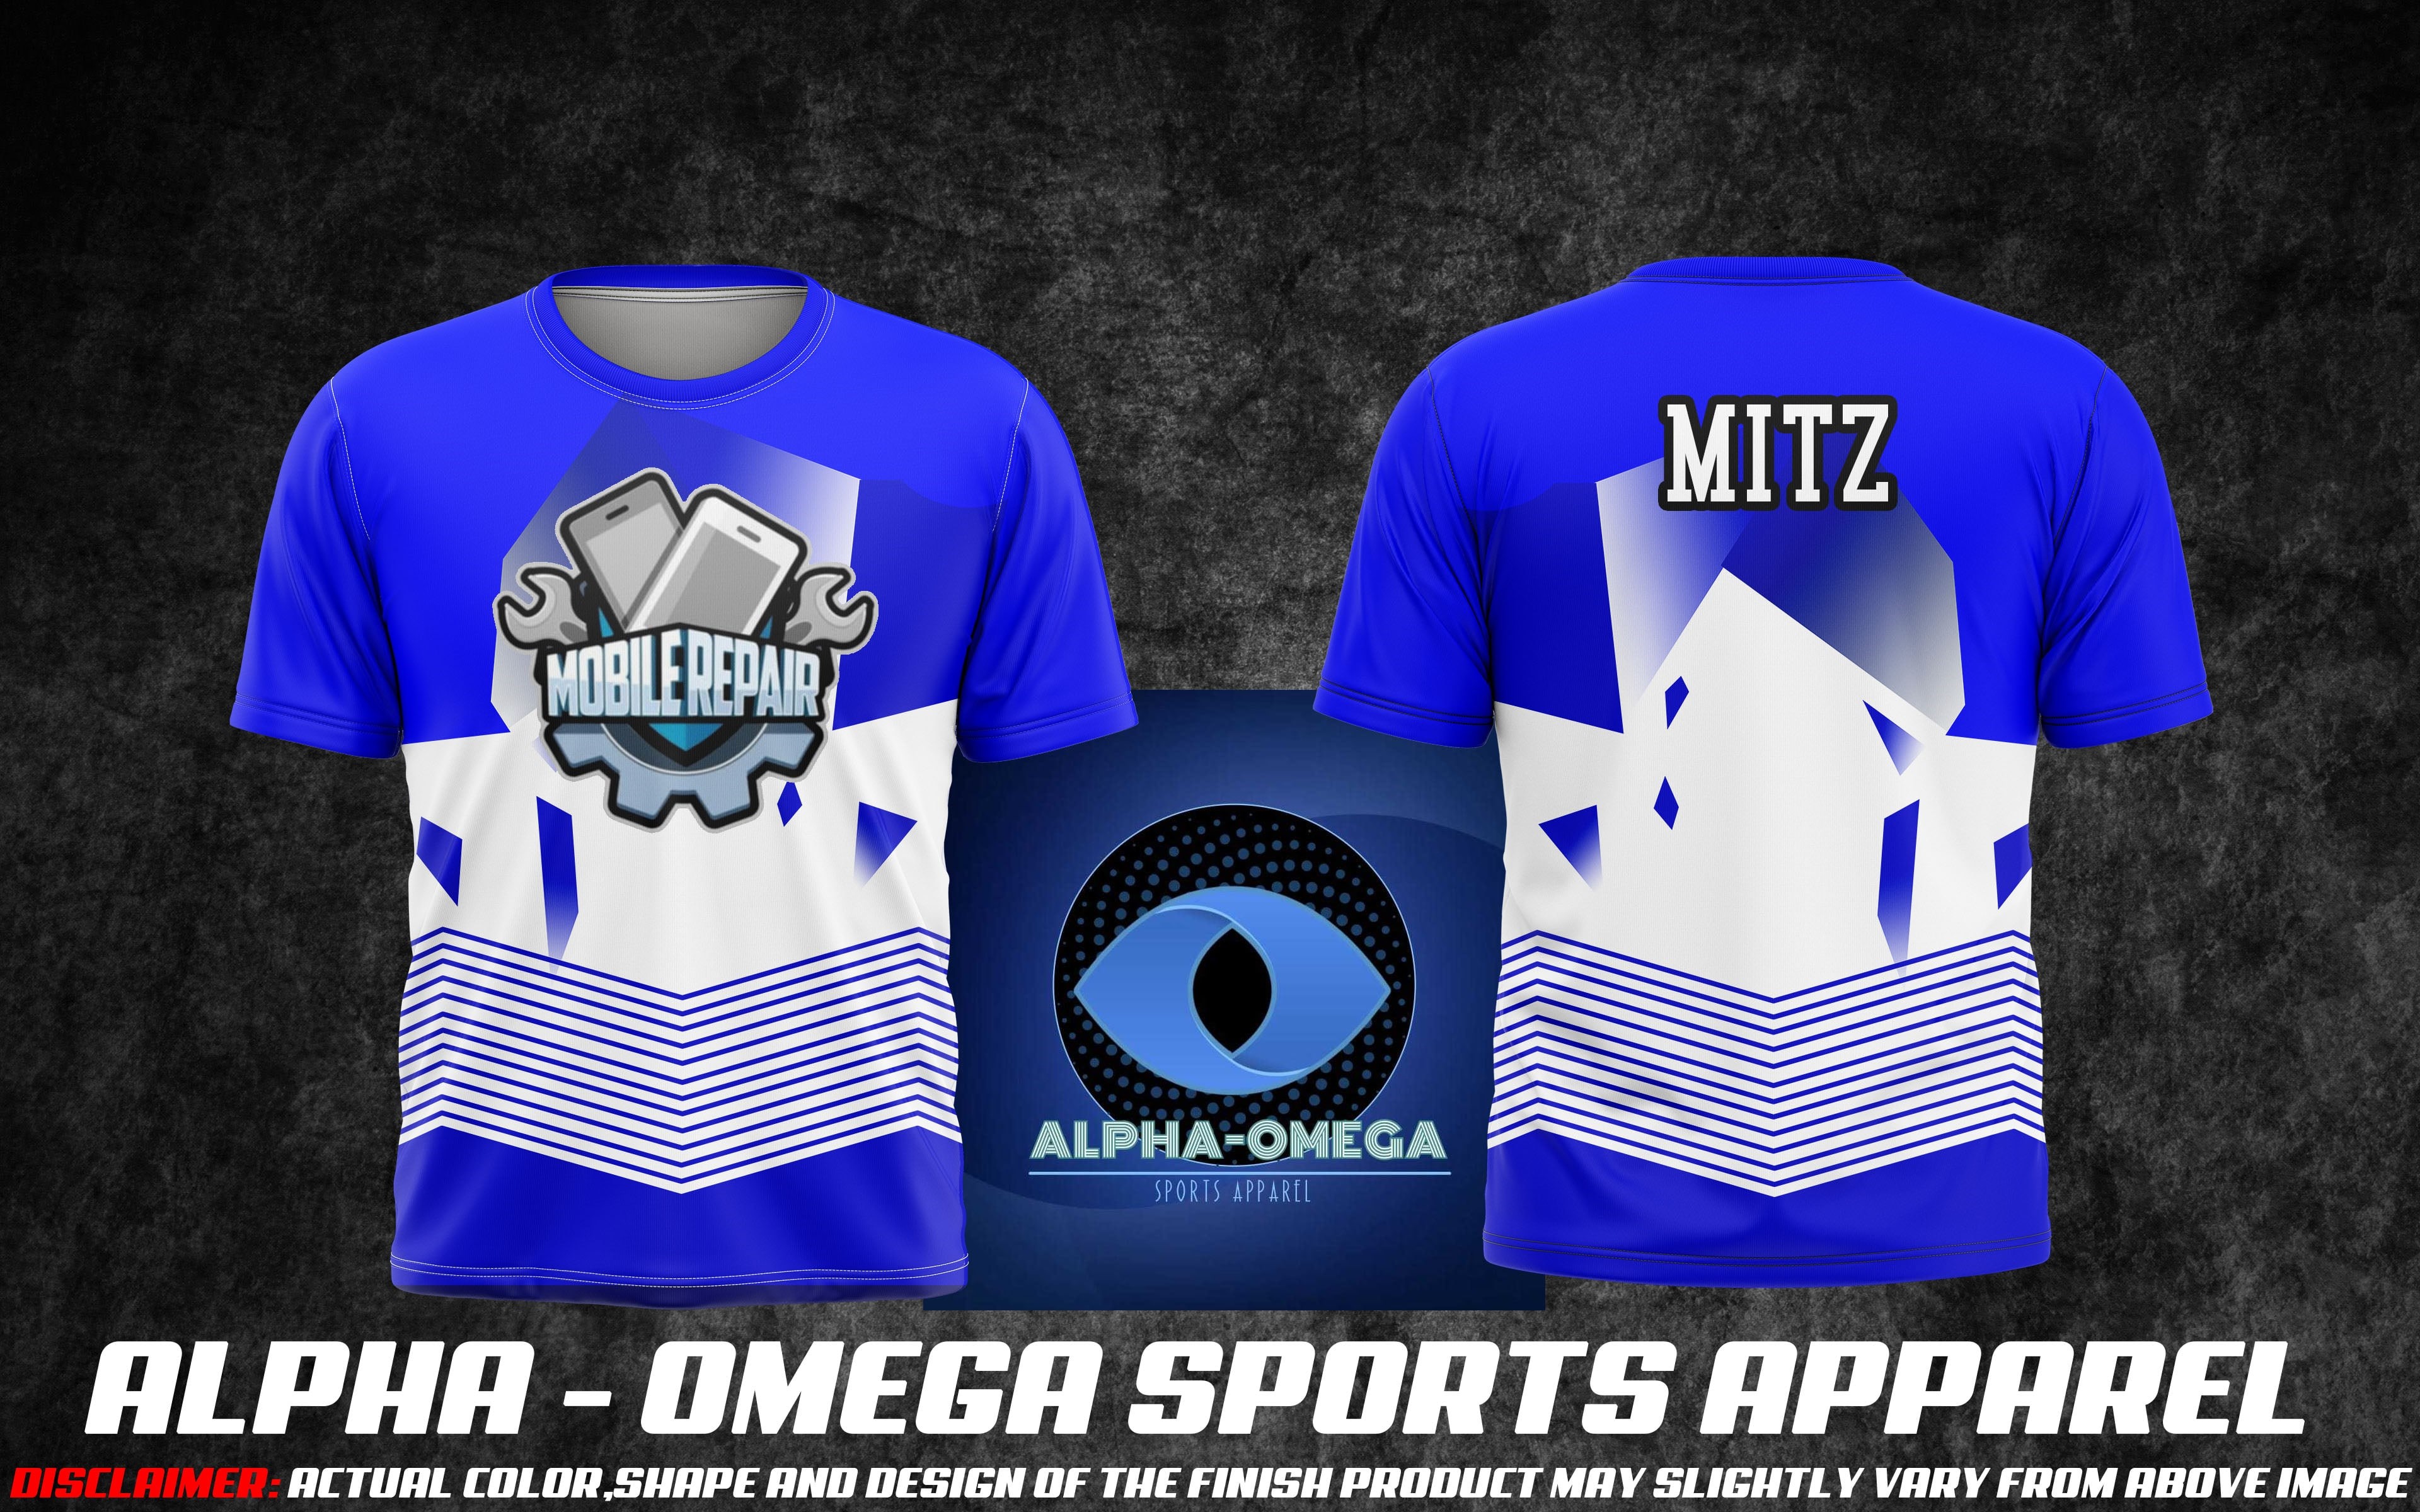 MITZ
MOBILE REPAIR
ALPHA-OMEGA
SPORTS APPAREL
ALPHA - OMEGA SPORTS APPAREL
DISCLAIMER: ACTUAL COLOR,SHAPE AND DESIGN OF THE FINISH PRODUCT MAY SLIGHTLY VARY FROM ABOVE IMAGE